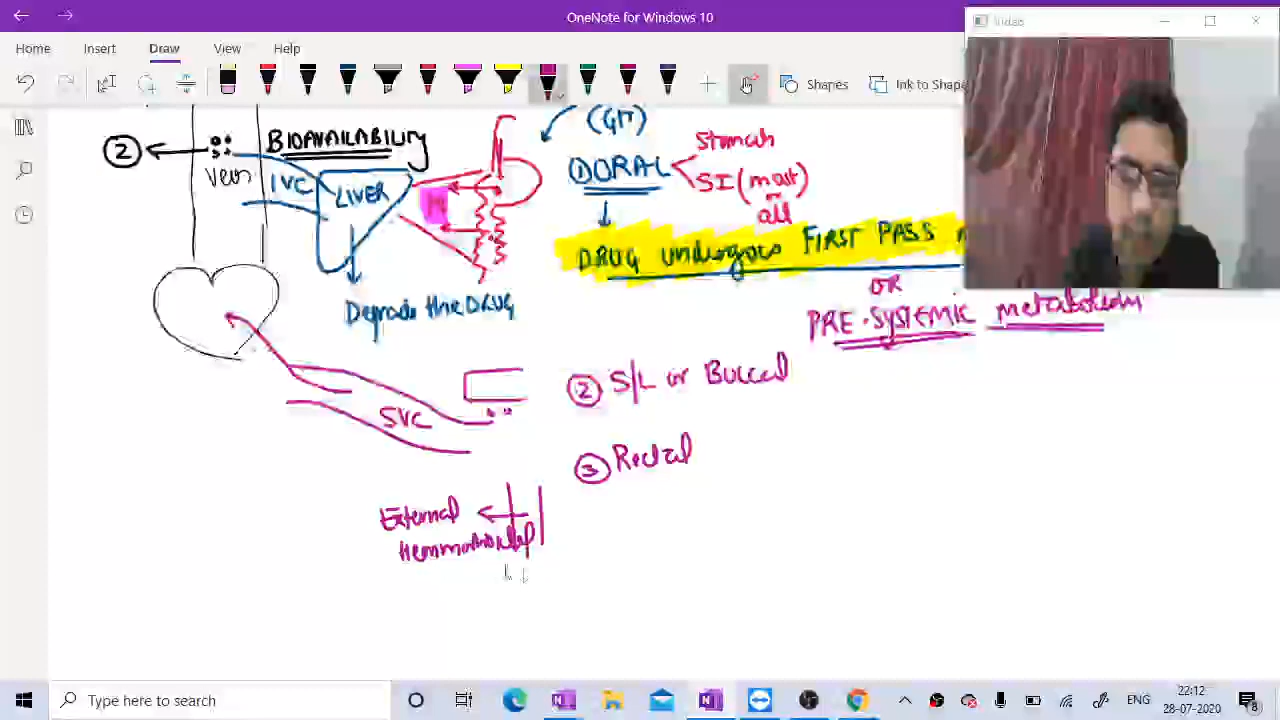 OneNote for Windows 10
Home Insert Draw View Help
Shapes Ink to Shape
(GIT)
② BIOAVAILABILITY
Vein
IVC LIVER
① ORAL
Stomach
SI (most)
all
DRUG undergoes FIRST PASS
Degrade the DRUG
OR
PRE-SYSTEMIC metabolism
② S/L or Buccal
SVC
③ Rectal
External
Type here to search
ENG
22:12
28-07-2020
8